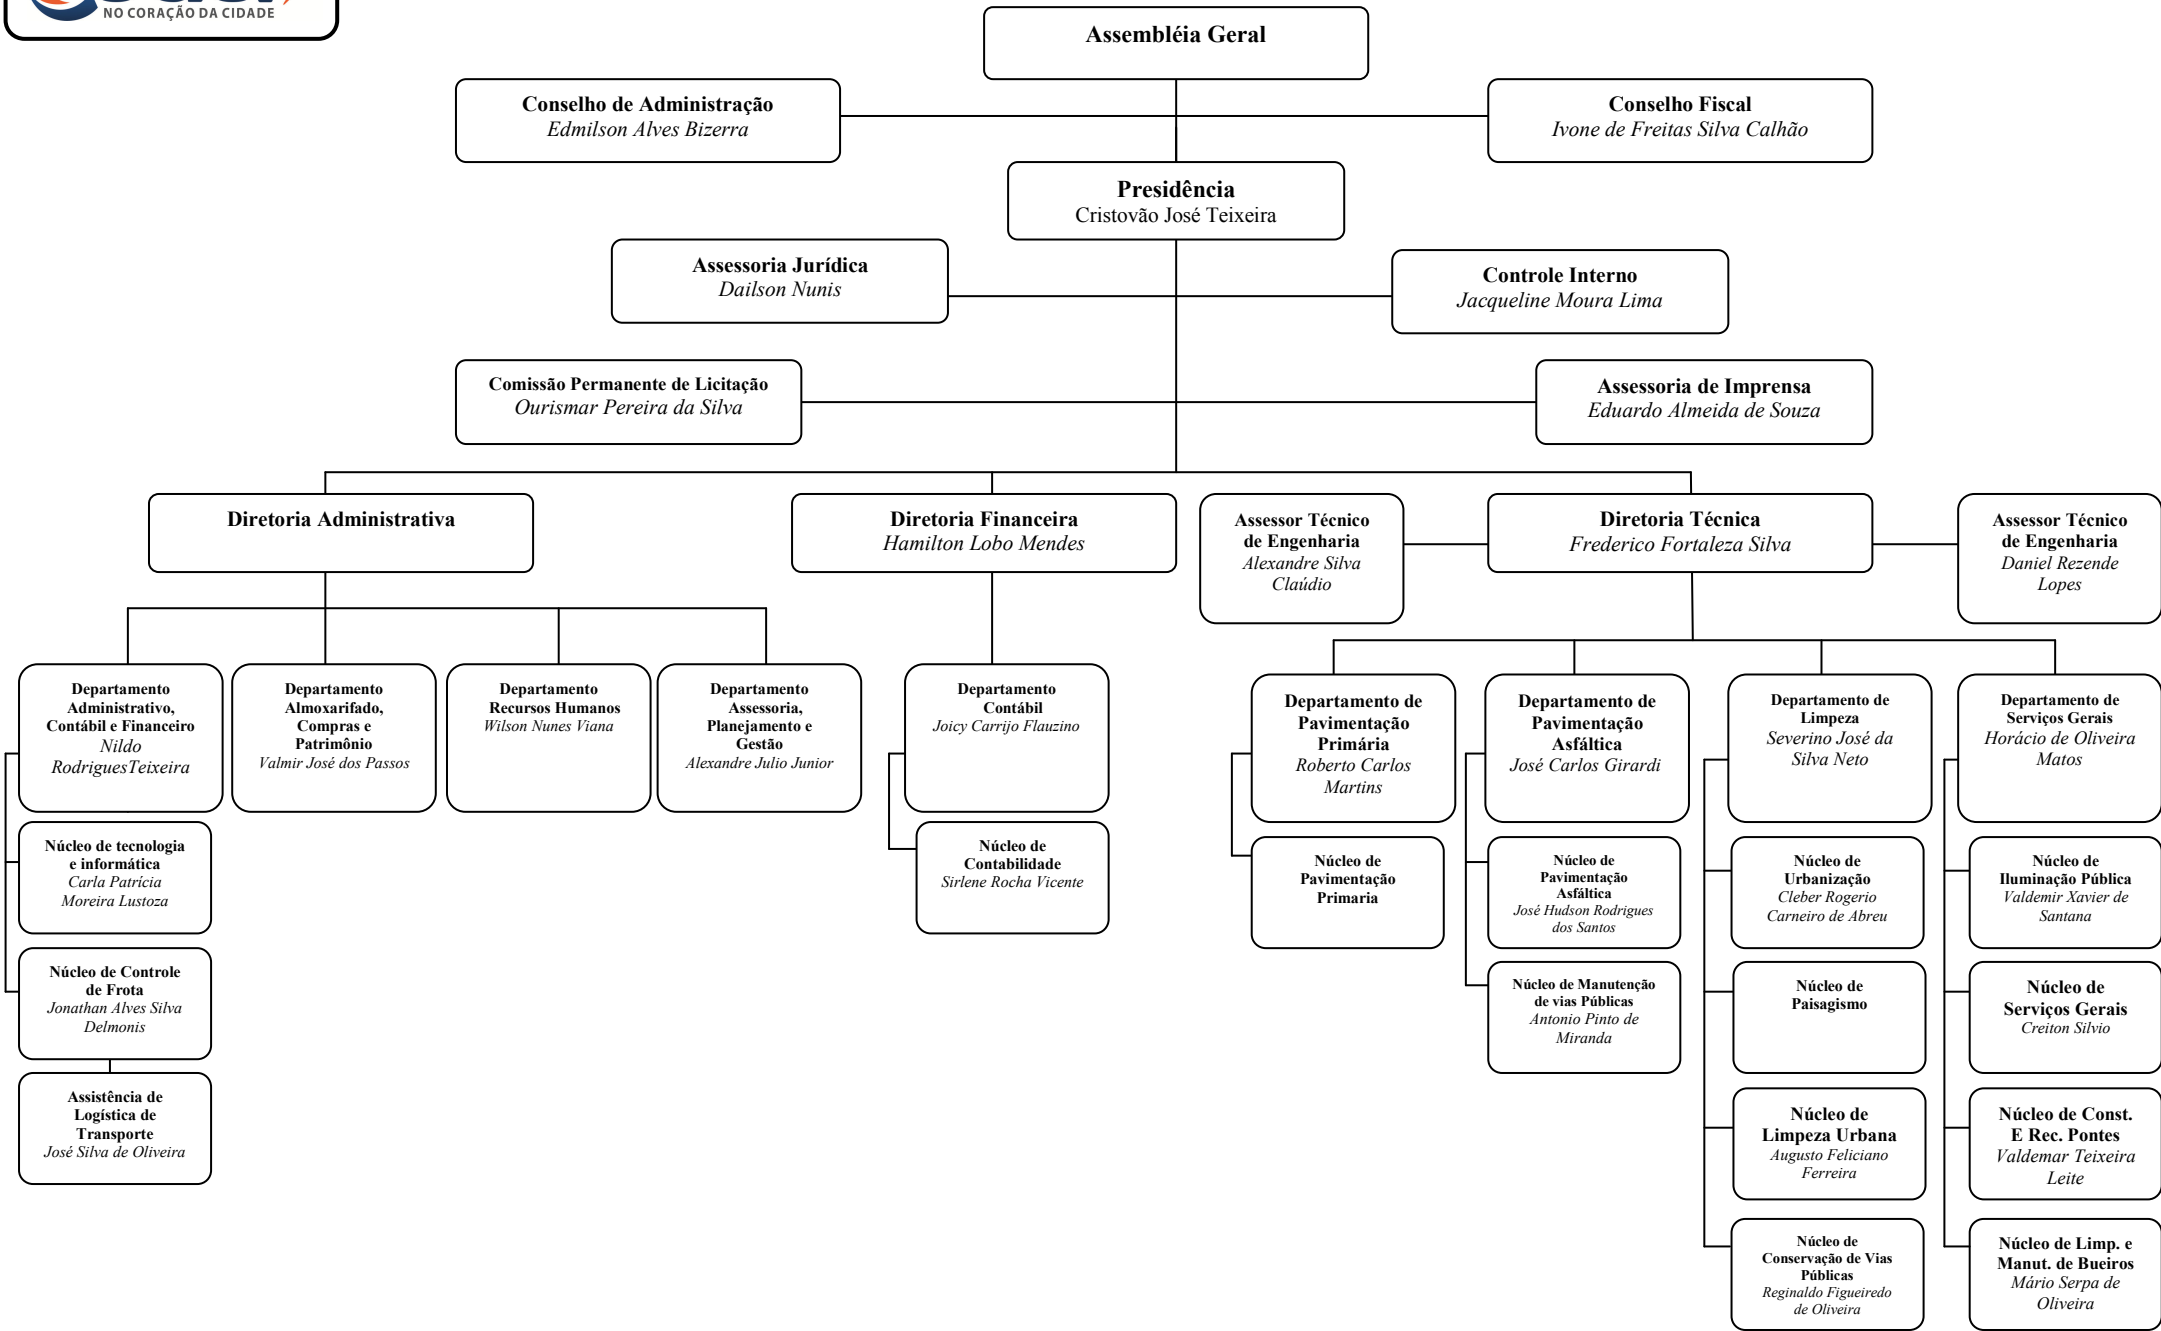 NO CORAÇÃO DA CIDADE
Assembléia Geral
Conselho de Administração
Edmilson Alves Bizerra
Conselho Fiscal
Ivone de Freitas Silva Calhão
Presidência
Cristovão José Teixeira
Assessoria Jurídica
Dailson Nunis
Controle Interno
Jacqueline Moura Lima
Comissão Permanente de Licitação
Ourismar Pereira da Silva
Assessoria de Imprensa
Eduardo Almeida de Souza
Diretoria Administrativa
Diretoria Financeira
Hamilton Lobo Mendes
Assessor Técnico
de Engenharia
Alexandre Silva
Claúdio
Diretoria Técnica
Frederico Fortaleza Silva
Assessor Técnico
de Engenharia
Daniel Rezende
Lopes
Departamento
Administrativo,
Contábil e Financeiro
Nildo
RodriguesTeixeira
Departamento
Almoxarifado,
Compras e
Patrimônio
Valmir José dos Passos
Departamento
Recursos Humanos
Wilson Nunes Viana
Departamento
Assessoria,
Planejamento e
Gestão
Alexandre Julio Junior
Departamento
Contábil
Joicy Carrijo Flauzino
Departamento de
Pavimentação
Primária
Roberto Carlos
Martins
Departamento de
Pavimentação
Asfáltica
José Carlos Girardi
Departamento de
Limpeza
Severino José da
Silva Neto
Departamento de
Serviços Gerais
Horácio de Oliveira
Matos
Núcleo de tecnologia
e informática
Carla Patrícia
Moreira Lustoza
Núcleo de
Contabilidade
Sirlene Rocha Vicente
Núcleo de
Pavimentação
Primaria
Núcleo de
Pavimentação
Asfáltica
José Hudson Rodrigues
dos Santos
Núcleo de
Urbanização
Cleber Rogerio
Carneiro de Abreu
Núcleo de
Iluminação Pública
Valdemir Xavier de
Santana
Núcleo de Controle
de Frota
Jonathan Alves Silva
Delmonis
Núcleo de Manutenção
de vias Públicas
Antonio Pinto de
Miranda
Núcleo de
Paisagismo
Núcleo de
Serviços Gerais
Creiton Silvio
Assistência de
Logística de
Transporte
José Silva de Oliveira
Núcleo de
Limpeza Urbana
Augusto Feliciano
Ferreira
Núcleo de Const.
E Rec. Pontes
Valdemar Teixeira
Leite
Núcleo de
Conservação de Vias
Públicas
Reginaldo Figueiredo
de Oliveira
Núcleo de Limp. e
Manut. de Bueiros
Mário Serpa de
Oliveira